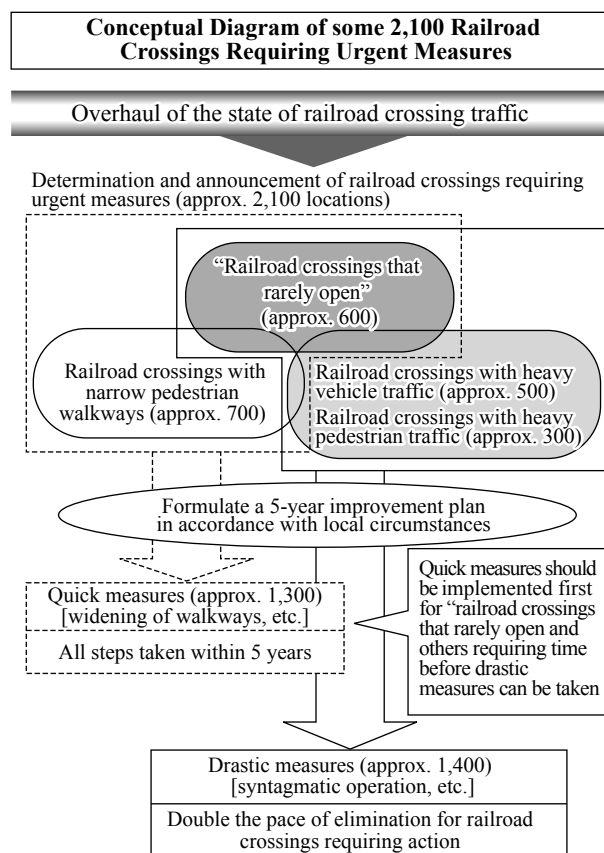 Conceptual Diagram of some 2,100 Railroad
Crossings Requiring Urgent Measures
Overhaul of the state of railroad crossing traffic
Determination and announcement of railroad crossings requiring
urgent measures (approx. 2,100 locations)
“Railroad crossings that
rarely open”
(approx. 600)
Railroad crossings with
narrow pedestrian
walkways (approx. 700)
Railroad crossings with heavy
vehicle traffic (approx. 500)
Railroad crossings with heavy
pedestrian traffic (approx. 300)
Formulate a 5-year improvement plan
in accordance with local circumstances
Quick measures (approx. 1,300)
[widening of walkways, etc.]
All steps taken within 5 years
Quick measures should
be implemented first
for “railroad crossings
that rarely open and
others requiring time
before drastic
measures can be taken
Drastic measures (approx. 1,400)
[syntagmatic operation, etc.]
Double the pace of elimination for railroad
crossings requiring action